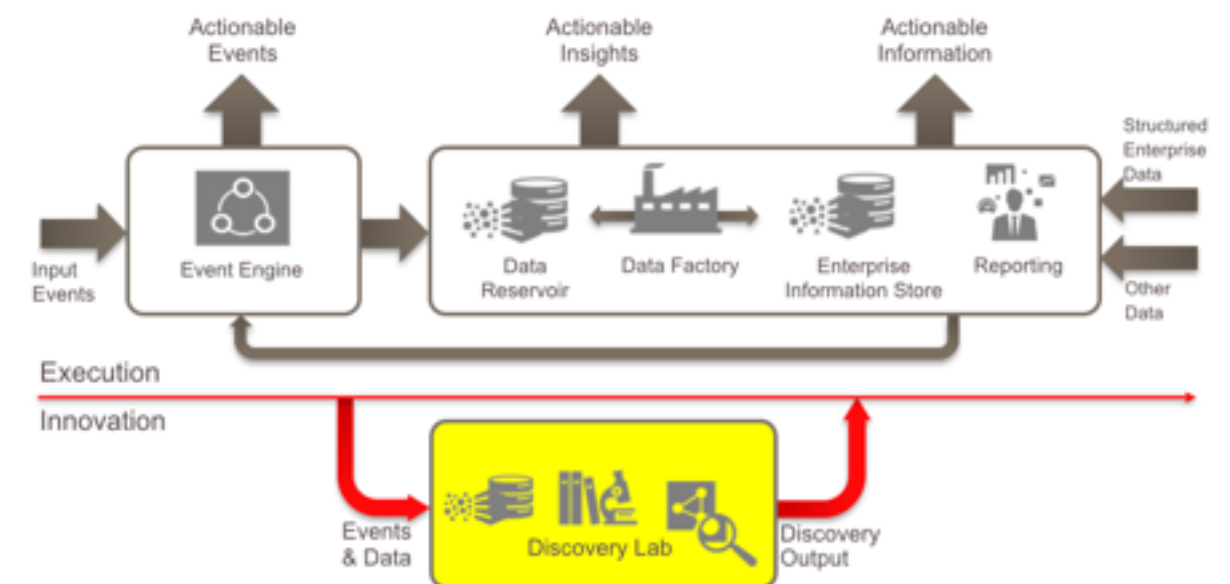 Actionable
Events
Actionable
Insights
Actionable
Information
Structured
Enterprise
Data
Input
Events
Event Engine
Data
Reservoir
Data Factory
Enterprise
Information Store
Reporting
Other
Data
Execution
Innovation
Events
& Data
Discovery Lab
Discovery
Output